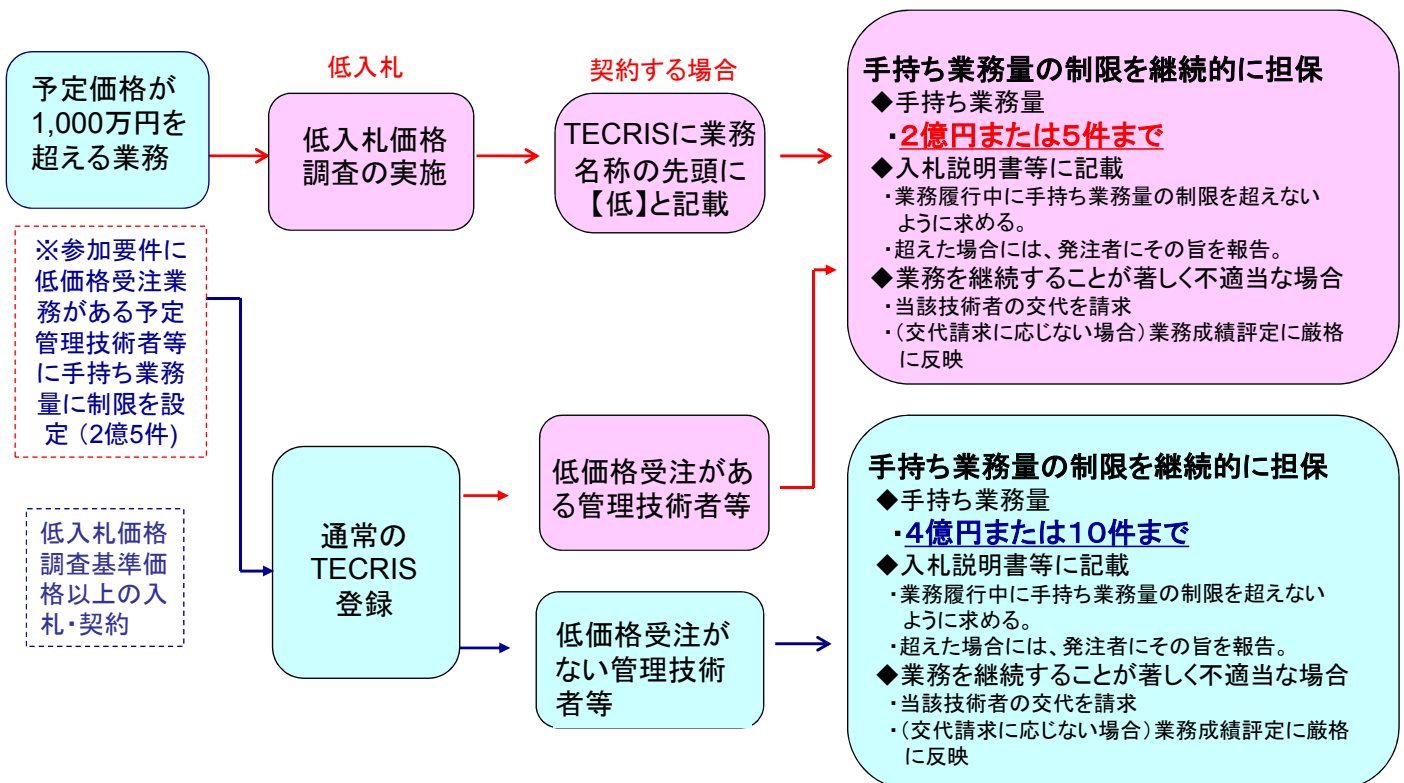 予定価格が
1,000万円を
超える業務
低入札
低入札価格
調査の実施
契約する場合
TECRISに業務
名称の先頭に
【低】と記載
手持ち業務量の制限を継続的に担保
◆手持ち業務量
・2億円または5件まで
◆入札説明書等に記載
・業務履行中に手持ち業務量の制限を超えない
ように求める。
・超えた場合には、発注者にその旨を報告。
◆業務を継続することが著しく不適当な場合
・当該技術者の交代を請求
・(交代請求に応じない場合)業務成績評定に厳格
に反映
※参加要件に
低価格受注業
務がある予定
管理技術者等
に手持ち業務
量に制限を設
定(2億5件)
低入札価格
調査基準価
格以上の入
札・契約
通常の
TECRIS
登録
低価格受注があ
る管理技術者等
低価格受注が
ない管理技術
者等
手持ち業務量の制限を継続的に担保
◆手持ち業務量
・4億円または10件まで
◆入札説明書等に記載
・業務履行中に手持ち業務量の制限を超えない
ように求める。
・超えた場合には、発注者にその旨を報告。
◆業務を継続することが著しく不適当な場合
・当該技術者の交代を請求
・(交代請求に応じない場合)業務成績評定に厳格
に反映